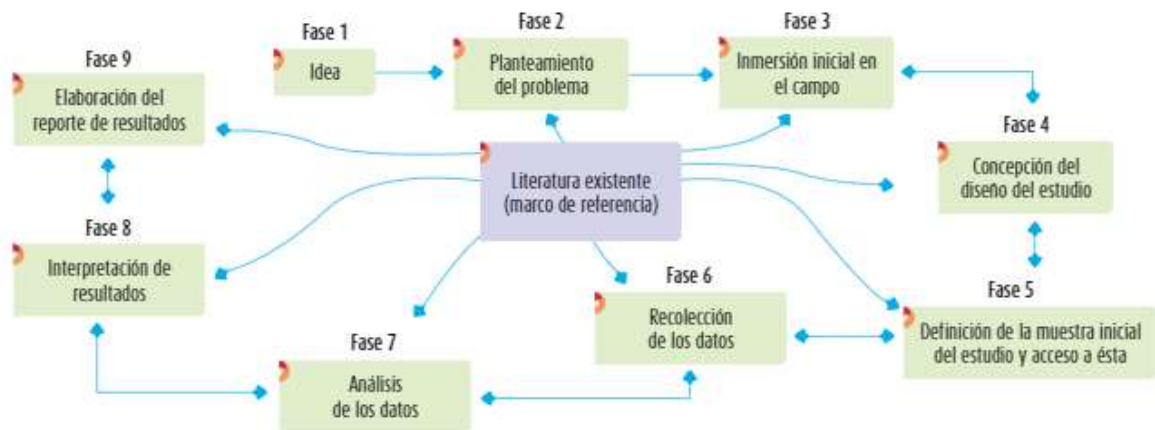 Fase 1
Idea
Fase 2
Planteamiento
del problema
Fase 3
Inmersión inicial en
el campo
Fase 4
Concepción del
diseño del estudio
Fase 5
Definición de la muestra inicial
del estudio y acceso a ésta
Fase 6
Recolección
de los datos
Fase 7
Análisis
de los datos
Fase 8
Interpretación de
resultados
Fase 9
Elaboración del
reporte de resultados
Literatura existente
(marco de referencia)